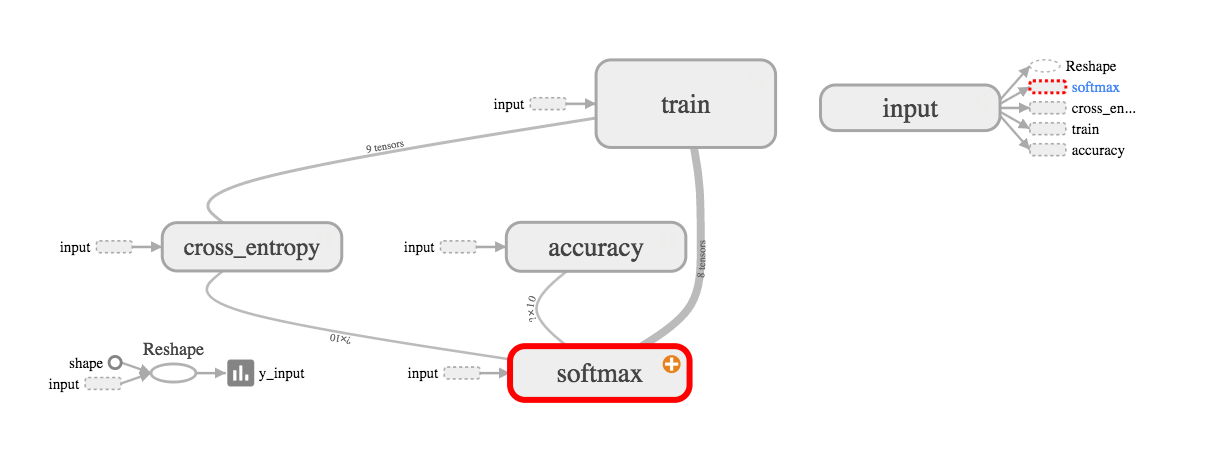 Reshape
softmax
cross_en...
train
accuracy
input
train
input
9 tensors
input
cross_entropy
input
accuracy
8 tensors
?×10
?×10
Reshape
shape
input
y_input
input
softmax